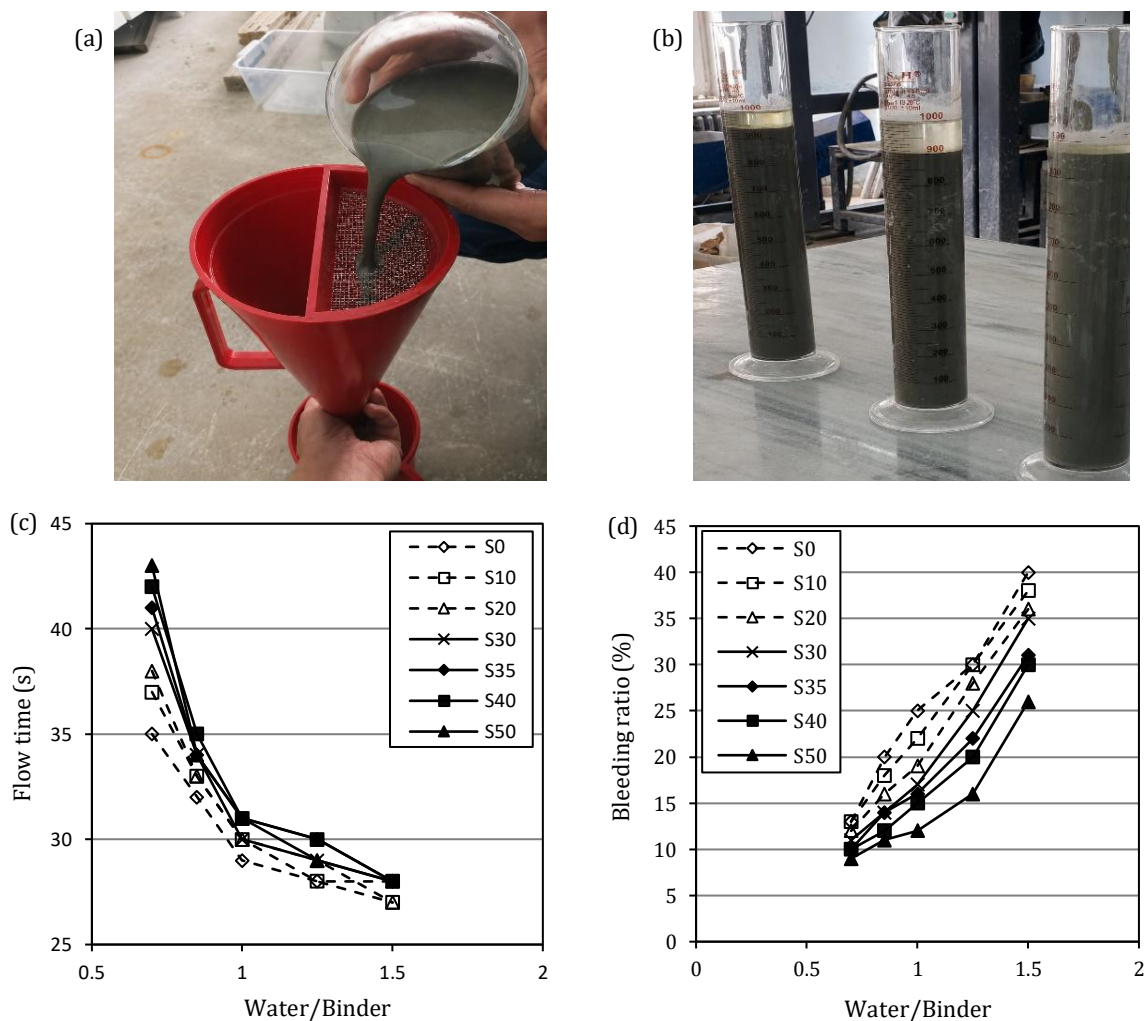 (a)
(b)
S H®
1000
1000
900
(c)
45
40
35
30
25
0.5
1
1.5
2
Flow time (s)
Water/Binder
S0
S10
S20
S30
S35
S40
S50
(d)
45
40
35
30
25
20
15
10
5
0
0
0.5
1
1.5
2
Bleeding ratio (%)
Water/Binder
S0
S10
S20
S30
S35
S40
S50